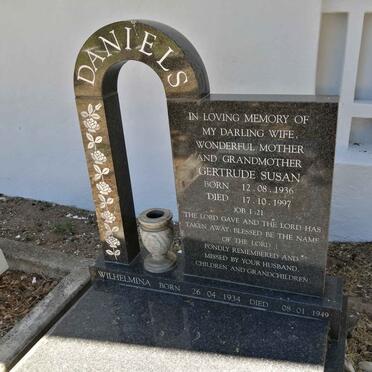 DANIELS
IN LOVING MEMORY OF
MY DARLING WIFE,
WONDERFUL MOTHER
AND GRANDMOTHER
GERTRUDE SUSAN
BORN 12.08.1936
DIED 17.10.1997
JOB 1:21
THE LORD GAVE AND THE LORD HAS
TAKEN AWAY, BLESSED BE THE NAME
OF THE LORD
FONDLY REMEMBERED AND
MISSED BY YOUR HUSBAND,
CHILDREN AND GRANDCHILDREN
WILHELMINA BORN 26-04-1934 DIED 08-01-1949